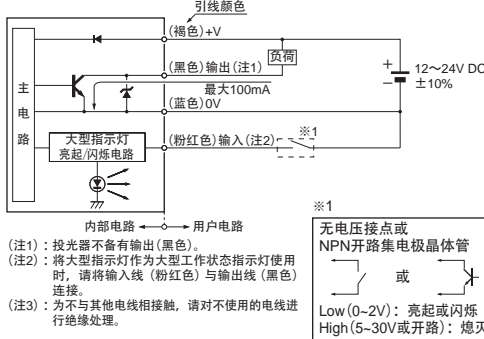 引线颜色
(褐色)+V
负荷
(黑色)输出(注1)
最大100mA
+
12～24V DC
−
±10%
主电路
(蓝色)0V
大型指示灯
亮起/闪烁电路
(粉红色)输入(注2)
※1
内部电路
用户电路
(注1)：投光器不备有输出(黑色)。
(注2)：将大型指示灯作为大型工作状态指示灯使用
时，请将输入线(粉红色)与输出线(黑色)
连接。
(注3)：为不与其他电线相接触，请对不使用的电线进
行绝缘处理。
※1
无电压接点或
NPN开路集电极晶体管
或
Low(0~2V)：亮起或闪烁
High(5~30V或开路)：熄灭